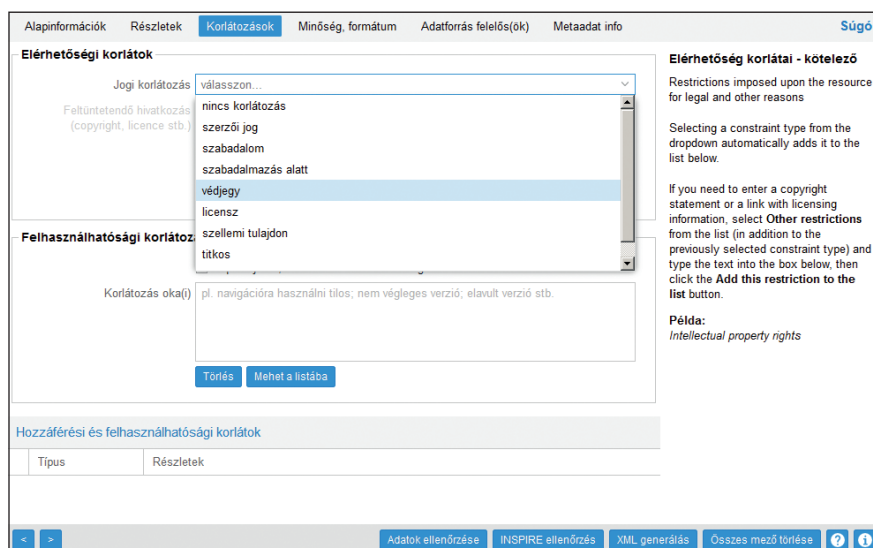 Alapinformációk Részletek Korlátozások Minőség, formátum Adatforrás felelős(ök) Metaadat info Súgó
Elérhetőségi korlátok
Jogi korlátozás válasszon...
Feltüntetendő hivatkozás
(copyright, licence stb.)
nincs korlátozás
szerzői jog
szabadalom
szabadalmazás alatt
védjegy
licensz
szellemi tulajdon
titkos
Felhasználhatósági korlátoz
Korlátozás oka(i) pl. navigációra használni tilos; nem végleges verzió; elavult verzió stb.
Törlés Mehet a listába
Hozzáférési és felhasználhatósági korlátok
Típus Részletek
Elérhetőség korlátai - kötelező
Restrictions imposed upon the resource
for legal and other reasons
Selecting a constraint type from the
dropdown automatically adds it to the
list below.
If you need to enter a copyright
statement or a link with licensing
information, select Other restrictions
from the list (in addition to the
previously selected constraint type) and
type the text into the box below, then
click the Add this restriction to the
list button.
Példa:
Intellectual property rights
< > Adatok ellenőrzése INSPIRE ellenőrzés XML generálás Összes mező törlése ? i